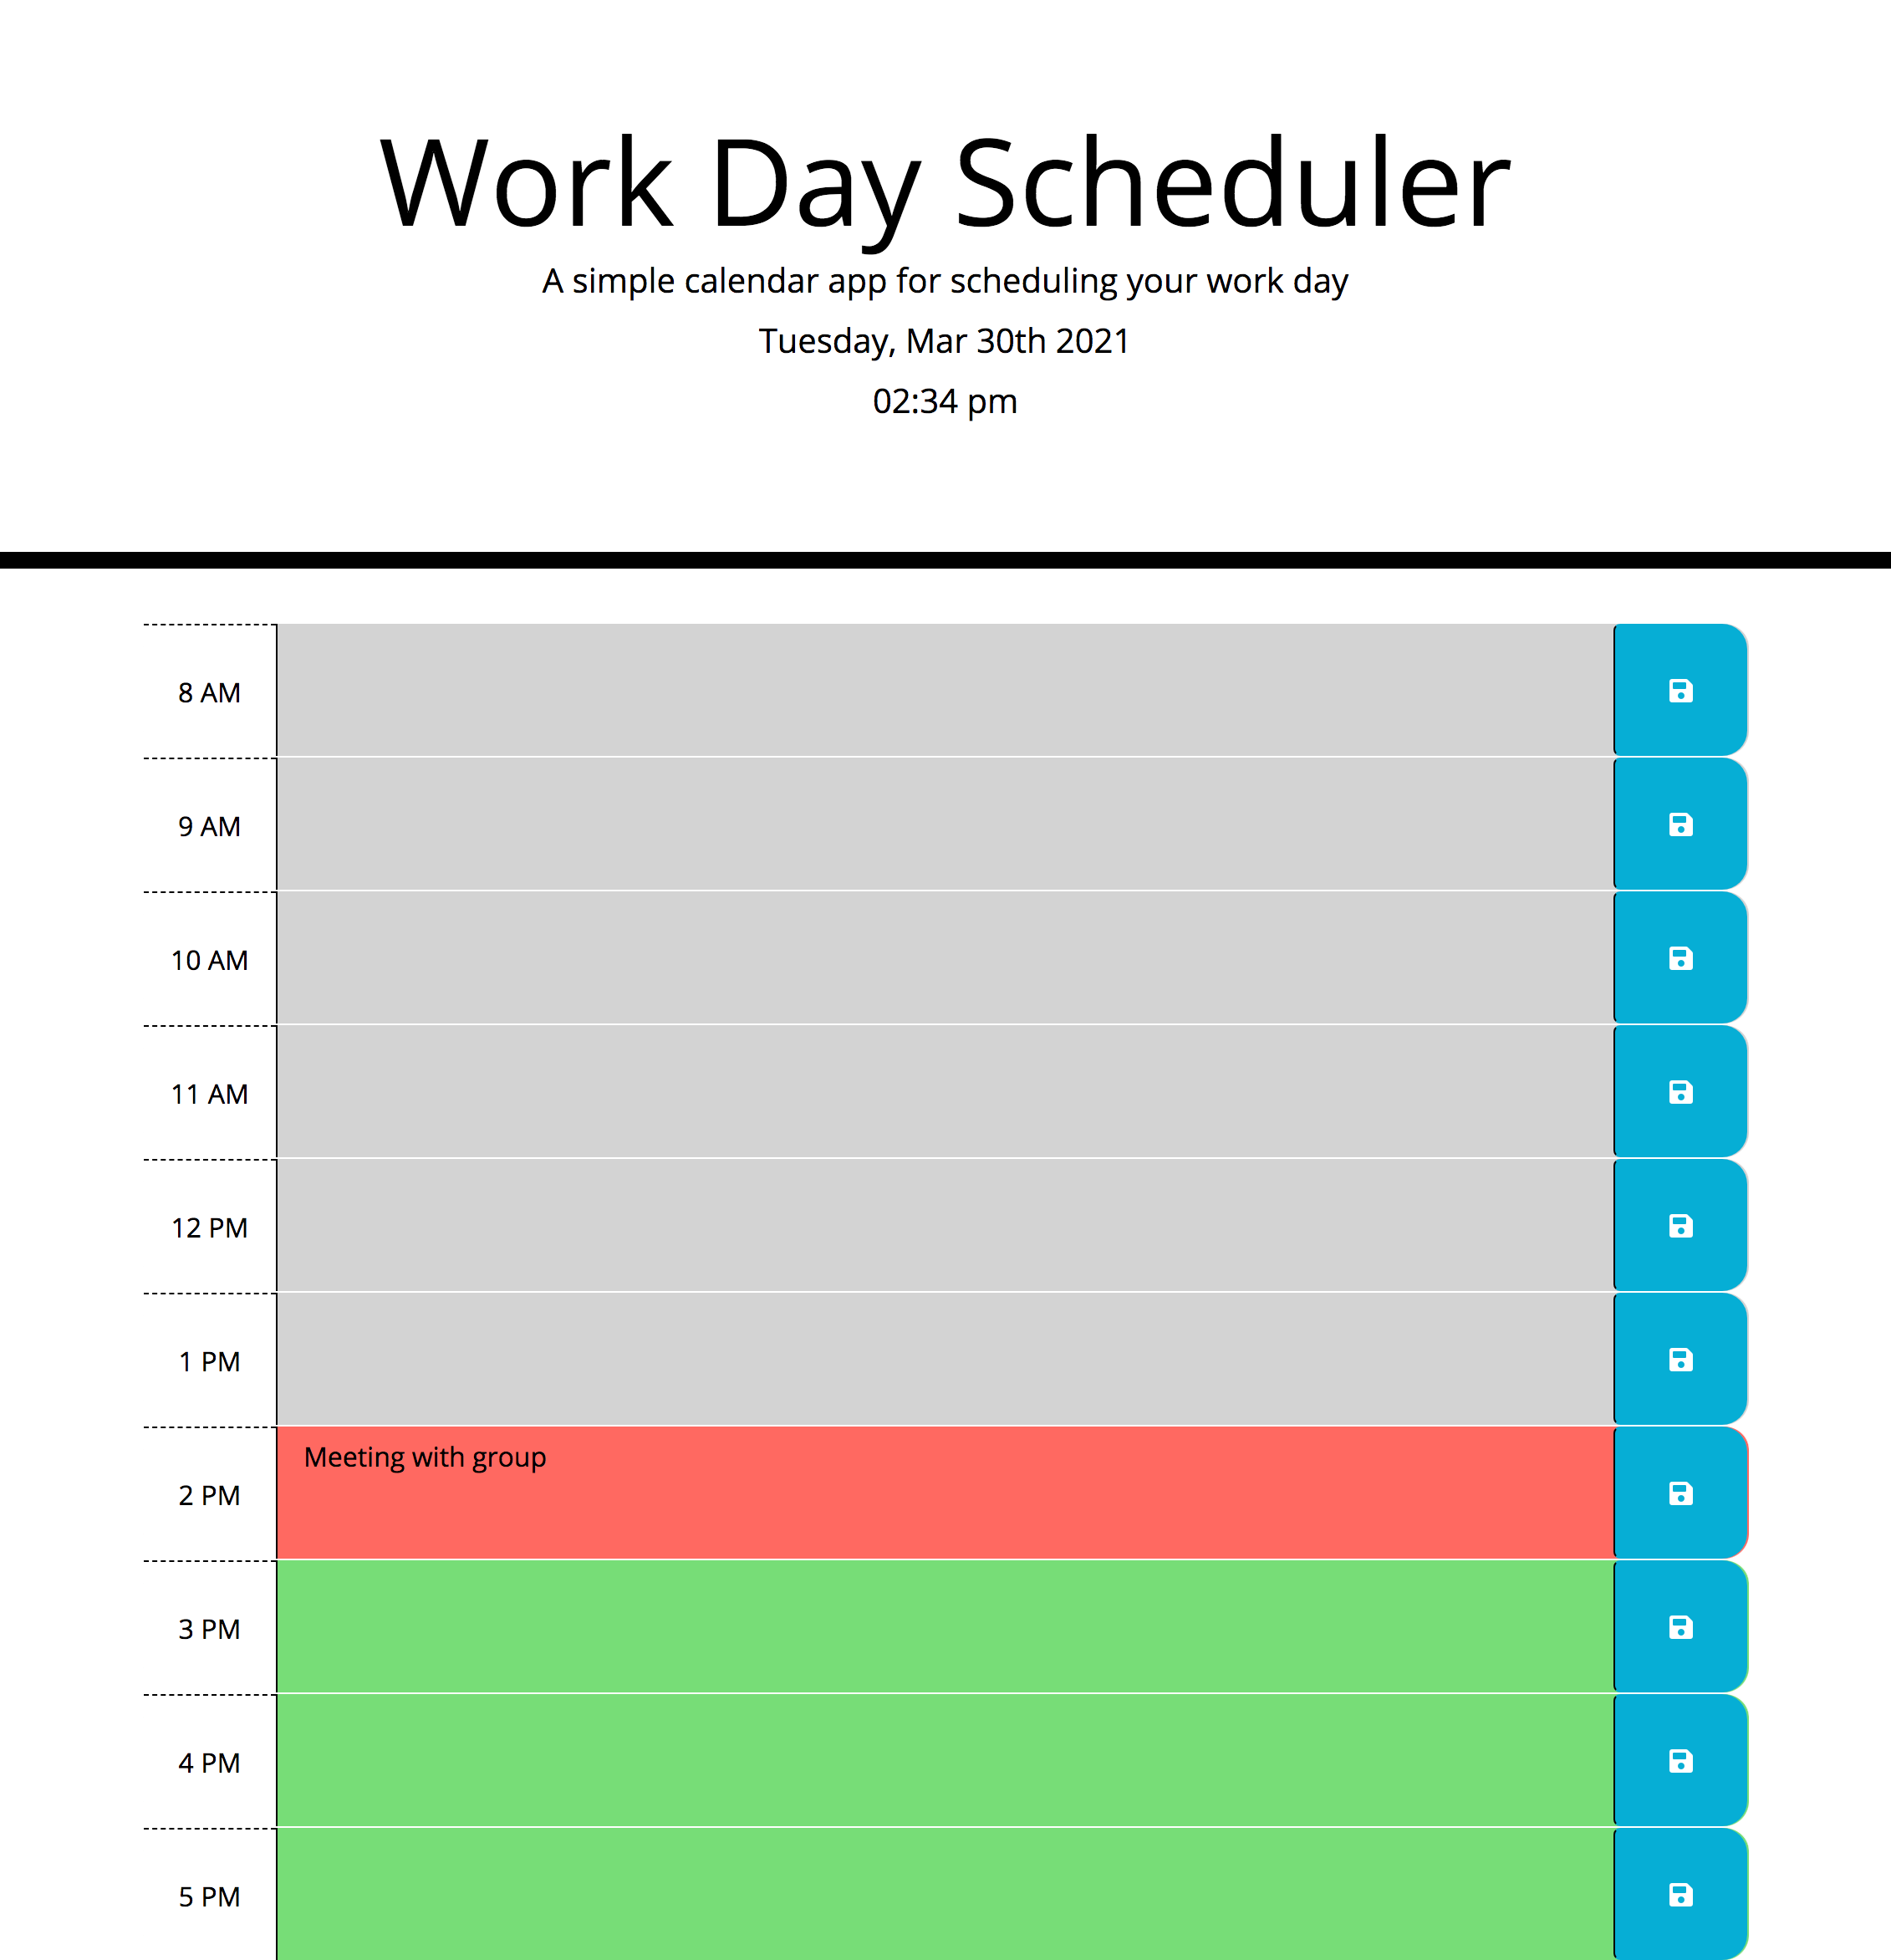 Work Day Scheduler
A simple calendar app for scheduling your work day
Tuesday, Mar 30th 2021
02:34 pm
8 AM
9 AM
10 AM
11 AM
12 PM
1 PM
Meeting with group
2 PM
3 PM
4 PM
5 PM